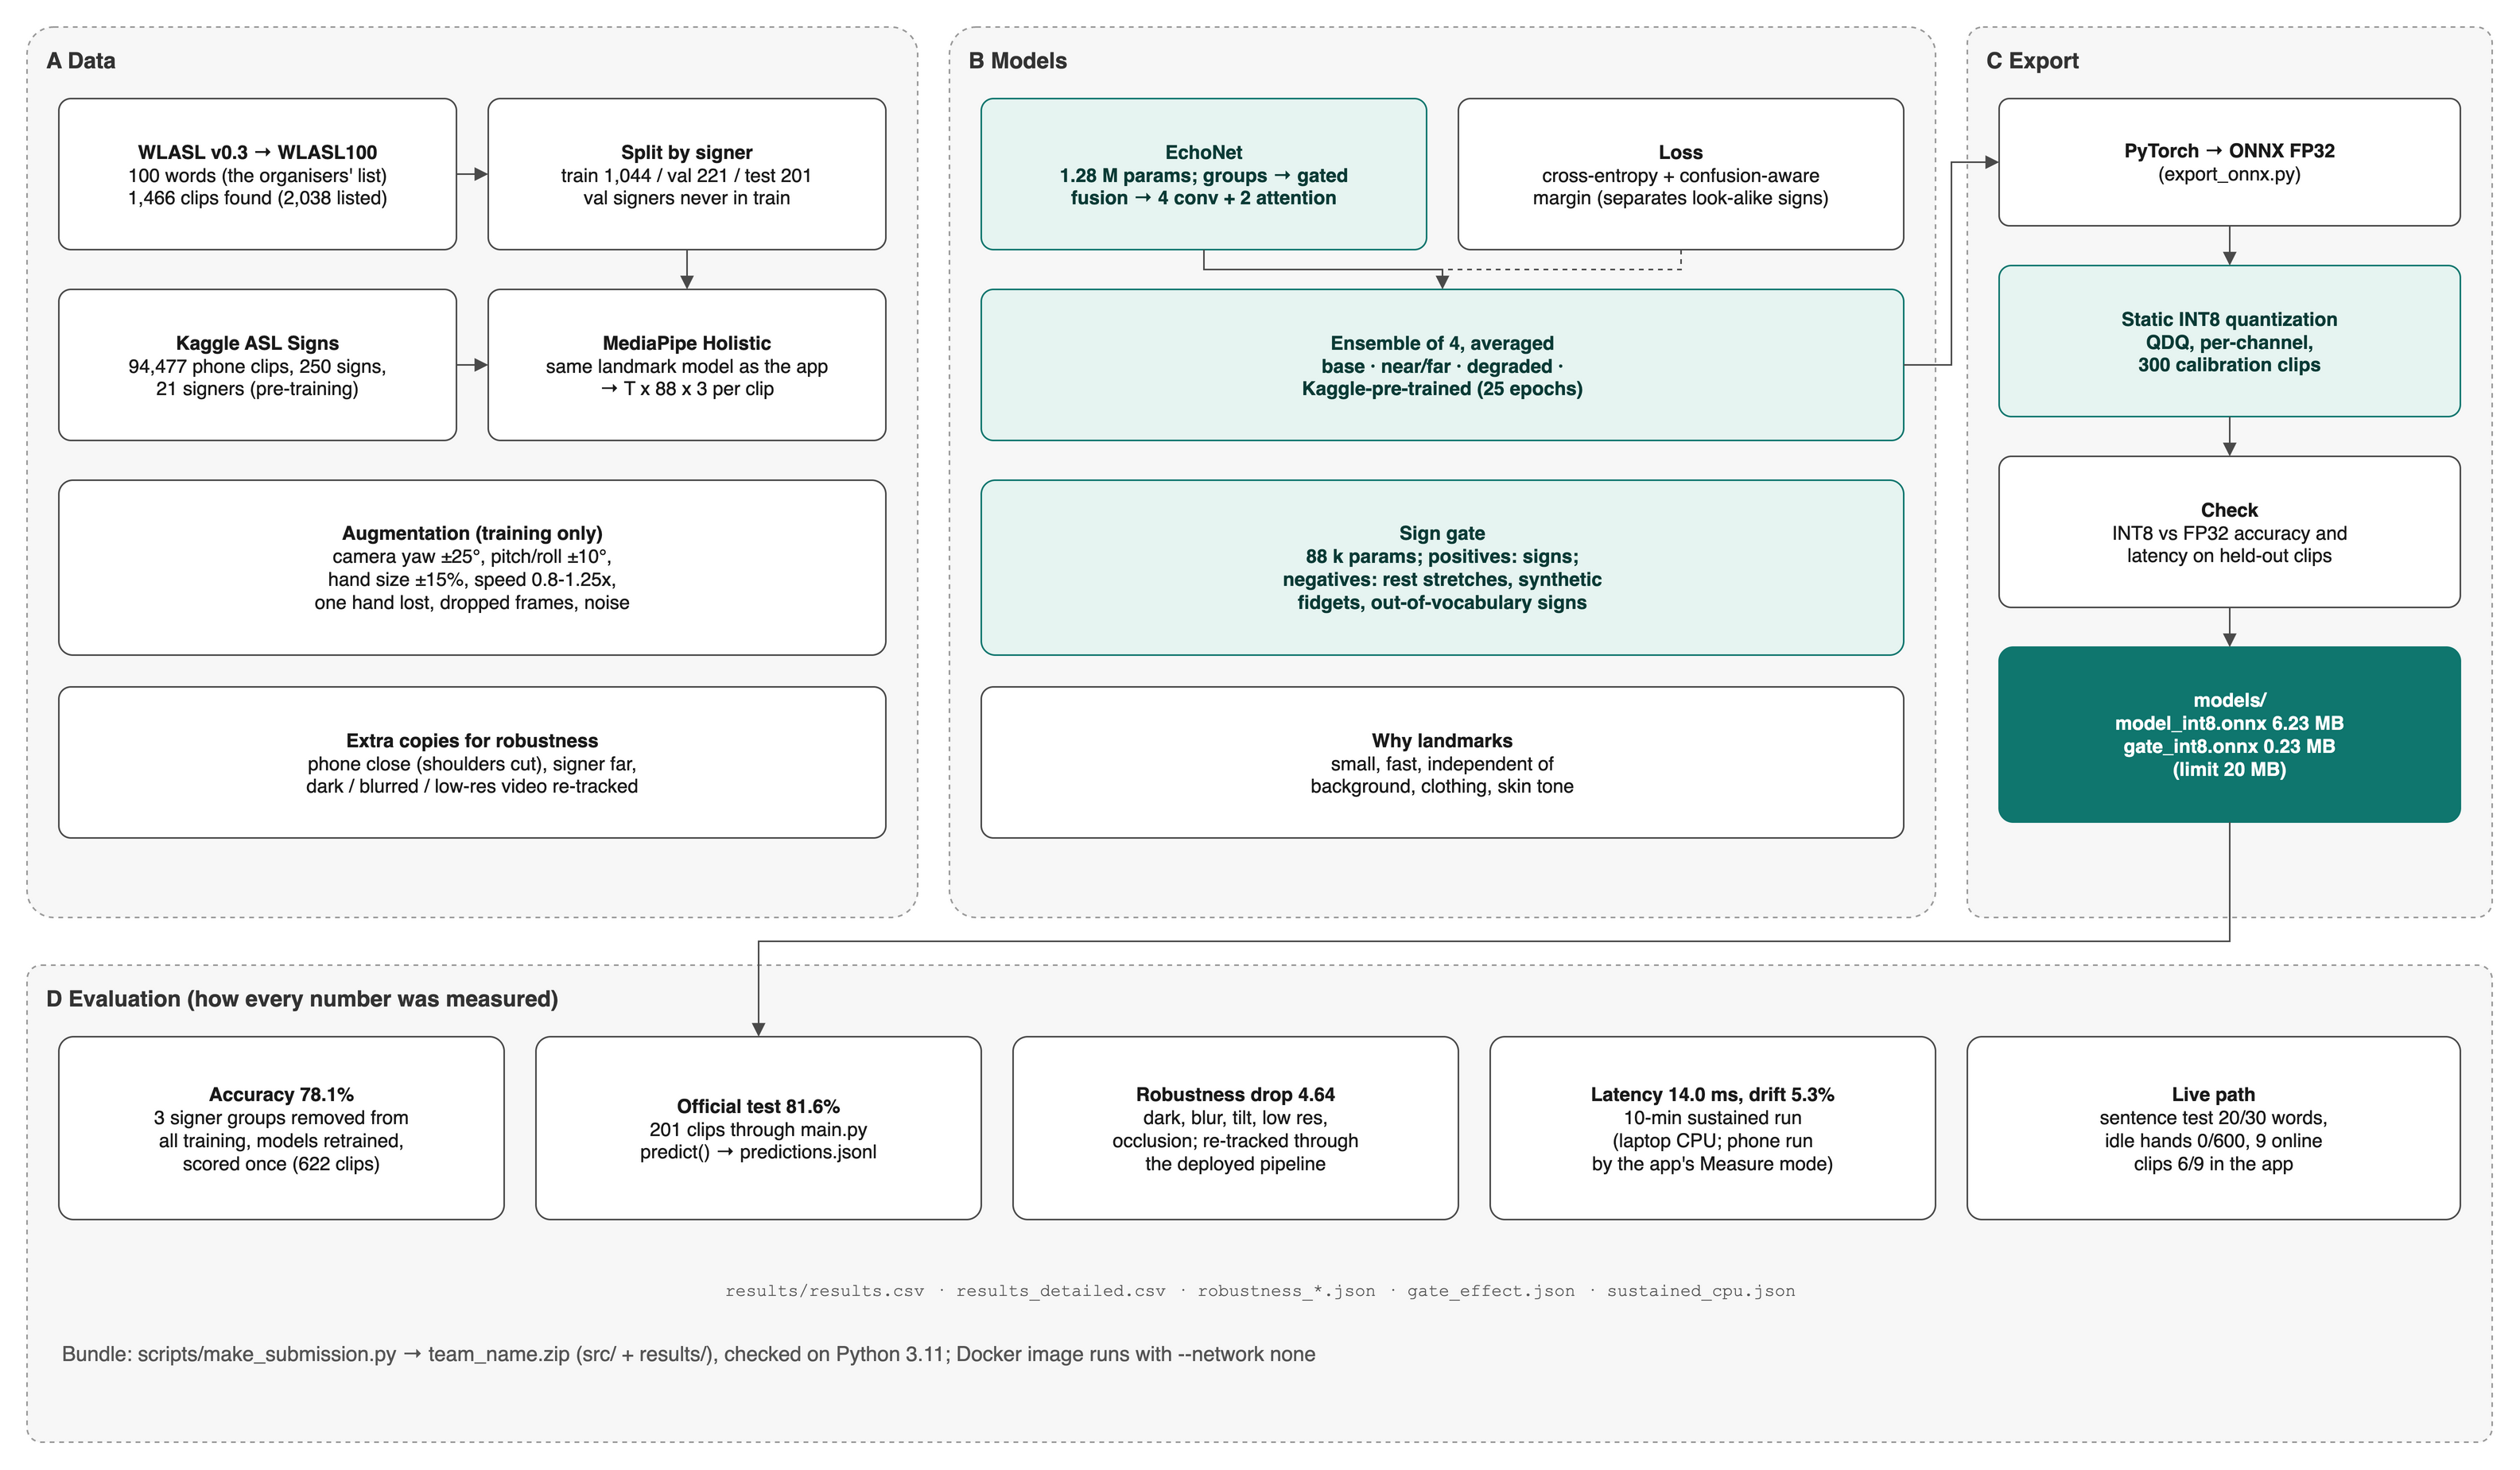 A Data
WLASL v0.3 → WLASL100
100 words (the organisers' list)
1,466 clips found (2,038 listed)
Split by signer
train 1,044 / val 221 / test 201
val signers never in train
Kaggle ASL Signs
94,477 phone clips, 250 signs,
21 signers (pre-training)
MediaPipe Holistic
same landmark model as the app
→ T x 88 x 3 per clip
Augmentation (training only)
camera yaw ±25°, pitch/roll ±10°,
hand size ±15%, speed 0.8-1.25x,
one hand lost, dropped frames, noise
Extra copies for robustness
phone close (shoulders cut), signer far,
dark / blurred / low-res video re-tracked
B Models
EchoNet
1.28 M params; groups → gated
fusion → 4 conv + 2 attention
Loss
cross-entropy + confusion-aware
margin (separates look-alike signs)
Ensemble of 4, averaged
base · near/far · degraded ·
Kaggle-pre-trained (25 epochs)
Sign gate
88 k params; positives: signs;
negatives: rest stretches, synthetic
fidgets, out-of-vocabulary signs
Why landmarks
small, fast, independent of
background, clothing, skin tone
C Export
PyTorch → ONNX FP32
(export_onnx.py)
Static INT8 quantization
QDQ, per-channel,
300 calibration clips
Check
INT8 vs FP32 accuracy and
latency on held-out clips
models/
model_int8.onnx 6.23 MB
gate_int8.onnx 0.23 MB
(limit 20 MB)
D Evaluation (how every number was measured)
Accuracy 78.1%
3 signer groups removed from
all training, models retrained,
scored once (622 clips)
Official test 81.6%
201 clips through main.py
predict() → predictions.jsonl
Robustness drop 4.64
dark, blur, tilt, low res,
occlusion; re-tracked through
the deployed pipeline
Latency 14.0 ms, drift 5.3%
10-min sustained run
(laptop CPU; phone run
by the app's Measure mode)
Live path
sentence test 20/30 words,
idle hands 0/600, 9 online
clips 6/9 in the app
results/results.csv · results_detailed.csv · robustness_*.json · gate_effect.json · sustained_cpu.json
Bundle: scripts/make_submission.py → team_name.zip (src/ + results/), checked on Python 3.11; Docker image runs with --network none